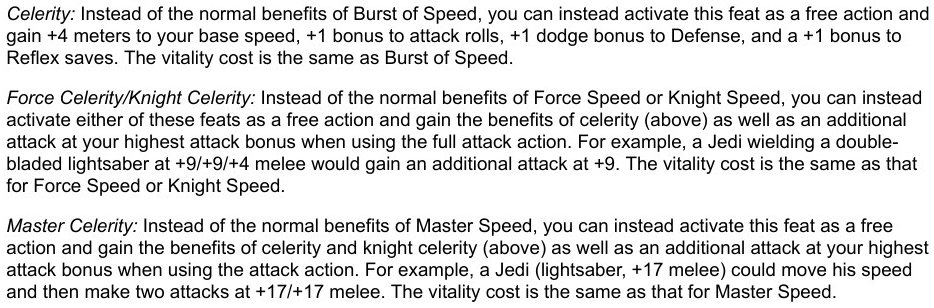 Celerity: Instead of the normal benefits of Burst of Speed, you can instead activate this feat as a free action and
gain +4 meters to your base speed, +1 bonus to attack rolls, +1 dodge bonus to Defense, and a +1 bonus to
Reflex saves. The vitality cost is the same as Burst of Speed.
Force Celerity/Knight Celerity: Instead of the normal benefits of Force Speed or Knight Speed, you can instead
activate either of these feats as a free action and gain the benefits of celerity (above) as well as an additional
attack at your highest attack bonus when using the full attack action. For example, a Jedi wielding a double-
bladed lightsaber at +9/+9/+4 melee would gain an additional attack at +9. The vitality cost is the same as that
for Force Speed or Knight Speed.
Master Celerity: Instead of the normal benefits of Master Speed, you can instead activate this feat as a free
action and gain the benefits of celerity and knight celerity (above) as well as an additional attack at your highest
attack bonus when using the attack action. For example, a Jedi (lightsaber, +17 melee) could move his speed
and then make two attacks at +17/+17 melee. The vitality cost is the same as that for Master Speed.